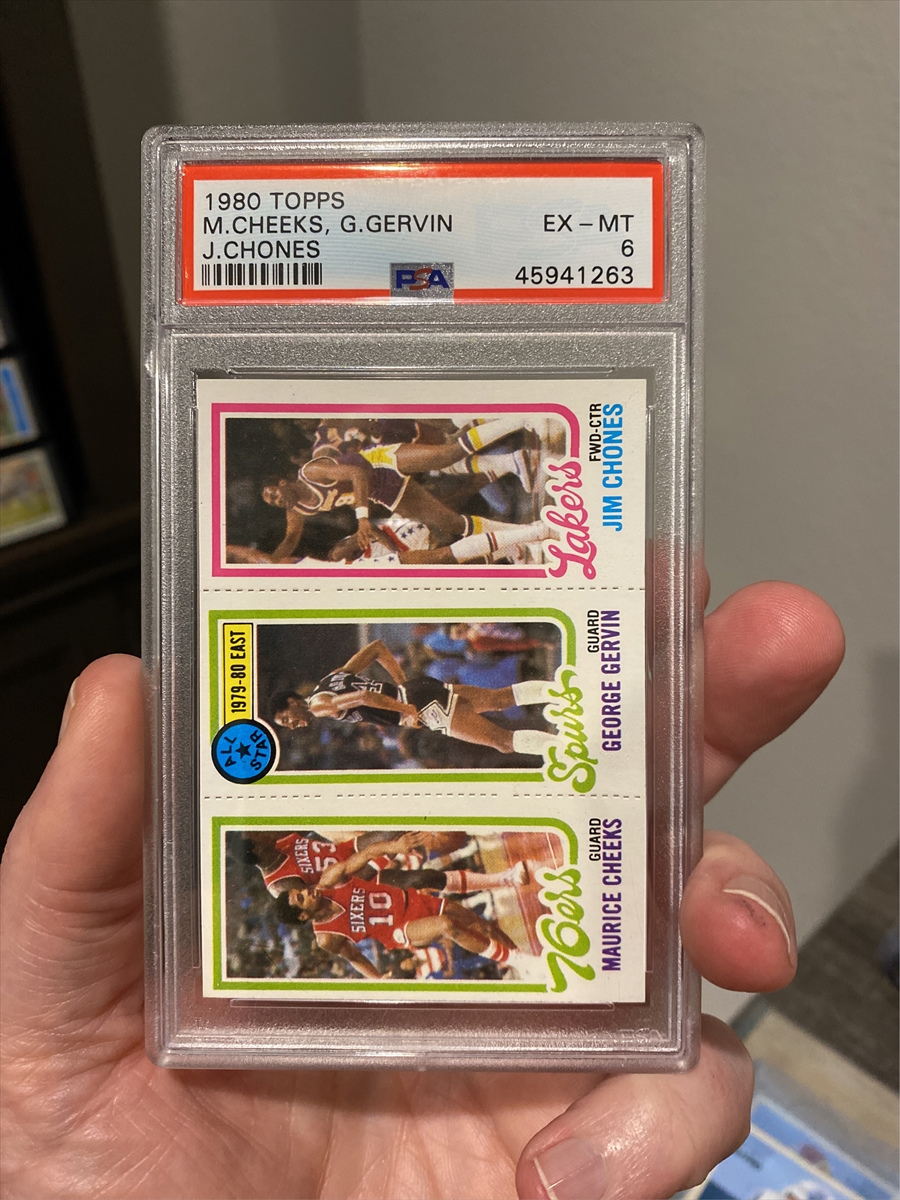 1980 TOPPS
M.CHEEKS, G.GERVIN EX-MT
J.CHONES 6
PSA 45941263
Lakers
FWD-CTR
JIM CHONES
1979-80 EAST
ALL STAR
Spurs
GUARD
GEORGE GERVIN
SIXERS
53
SIXERS
10
76ers
GUARD
MAURICE CHEEKS